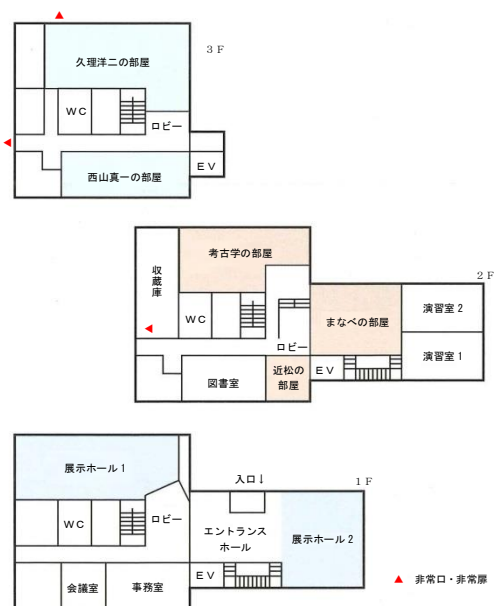 3F
久理洋二の部屋
WC
ロビー
EV
西山真一の部屋
2F
考古学の部屋
収蔵庫
演習室2
まなべの部屋
WC
ロビー
演習室1
近松の
部屋
EV
図書室
1F
展示ホール1
入口↓
WC
ロビー
エントランス
ホール
展示ホール2
EV
会議室
事務室
▲ 非常口・非常扉